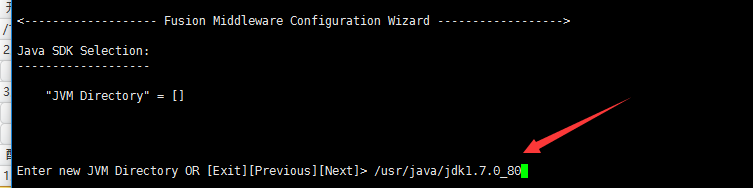 <------------------- Fusion Middleware Configuration Wizard ------------------>
Java SDK Selection:
-------------------
"JVM Directory" = []
Enter new JVM Directory OR [Exit][Previous][Next]> /usr/java/jdk1.7.0_80